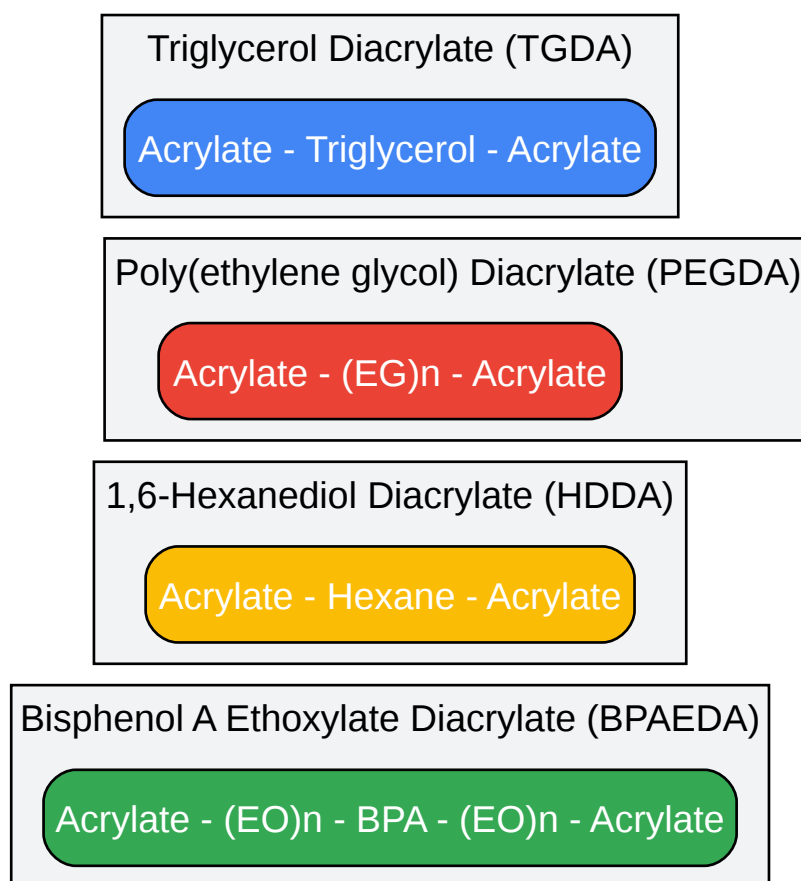 Triglycerol Diacrylate (TGDA)
Acrylate - Triglycerol - Acrylate
Poly(ethylene glycol) Diacrylate (PEGDA)
Acrylate - (EG)n - Acrylate
1,6-Hexanediol Diacrylate (HDDA)
Acrylate - Hexane - Acrylate
Bisphenol A Ethoxylate Diacrylate (BPAEDA)
Acrylate - (EO)n - BPA - (EO)n - Acrylate